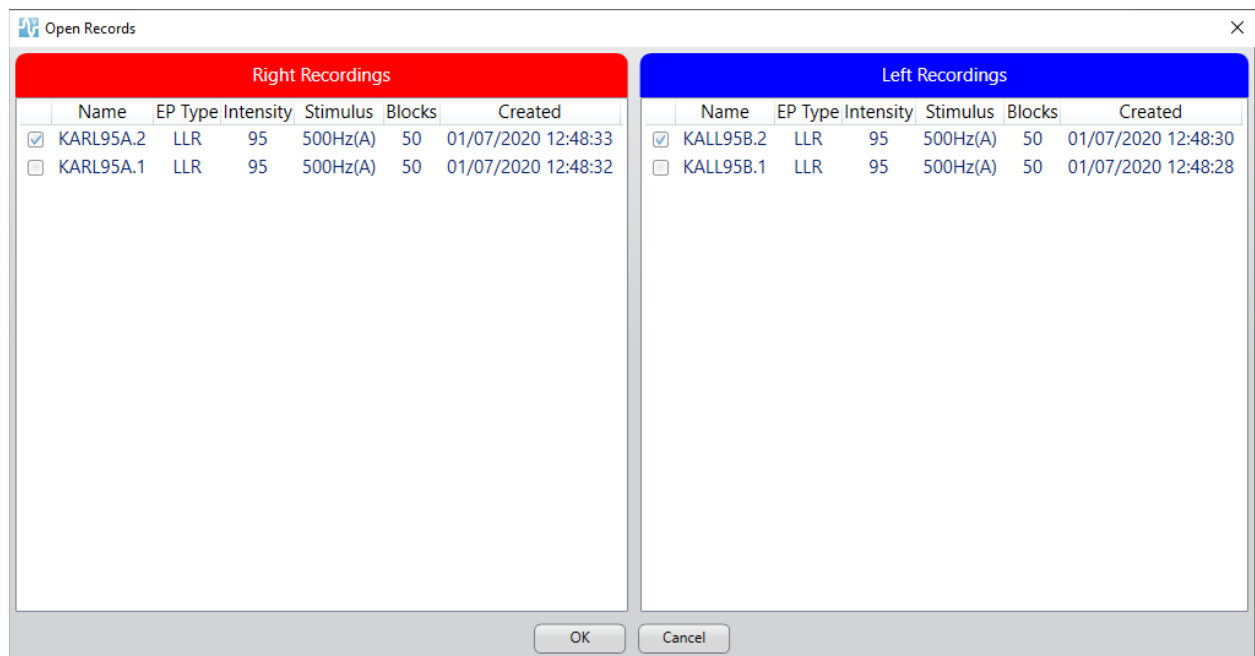 Open Records
Right Recordings
Name EP Type Intensity Stimulus Blocks Created
KARL95A.2 LLR 95 500Hz(A) 50 01/07/2020 12:48:33
KARL95A.1 LLR 95 500Hz(A) 50 01/07/2020 12:48:32
Left Recordings
Name EP Type Intensity Stimulus Blocks Created
KALL95B.2 LLR 95 500Hz(A) 50 01/07/2020 12:48:30
KALL95B.1 LLR 95 500Hz(A) 50 01/07/2020 12:48:28
OK Cancel